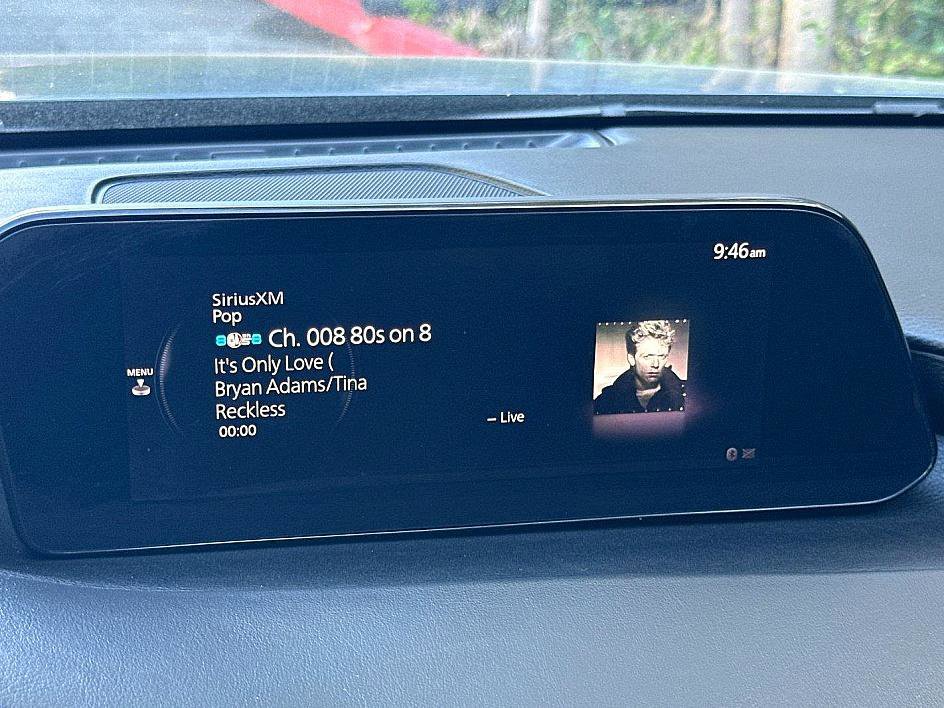 9:46am
SiriusXM
Pop
Ch. 008 80s on 8
It's Only Love (
Bryan Adams/Tina
Reckless
00:00
– Live
MENU